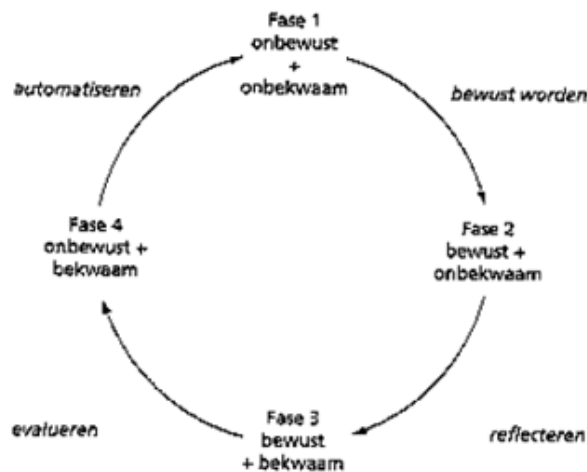 Fase 1
onbewust
+
onbekwaam
automatiseren
bewust worden
Fase 4
onbewust +
bekwaam
Fase 2
bewust +
onbekwaam
evalueren
Fase 3
bewust
+ bekwaam
reflecteren